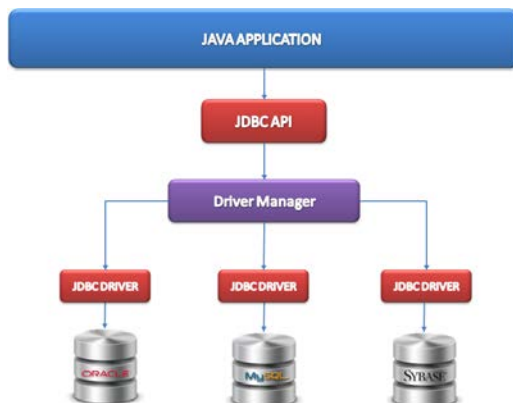 JAVA APPLICATION
JDBC API
Driver Manager
JDBC DRIVER
JDBC DRIVER
JDBC DRIVER
ORACLE
MySQL
SYBASE